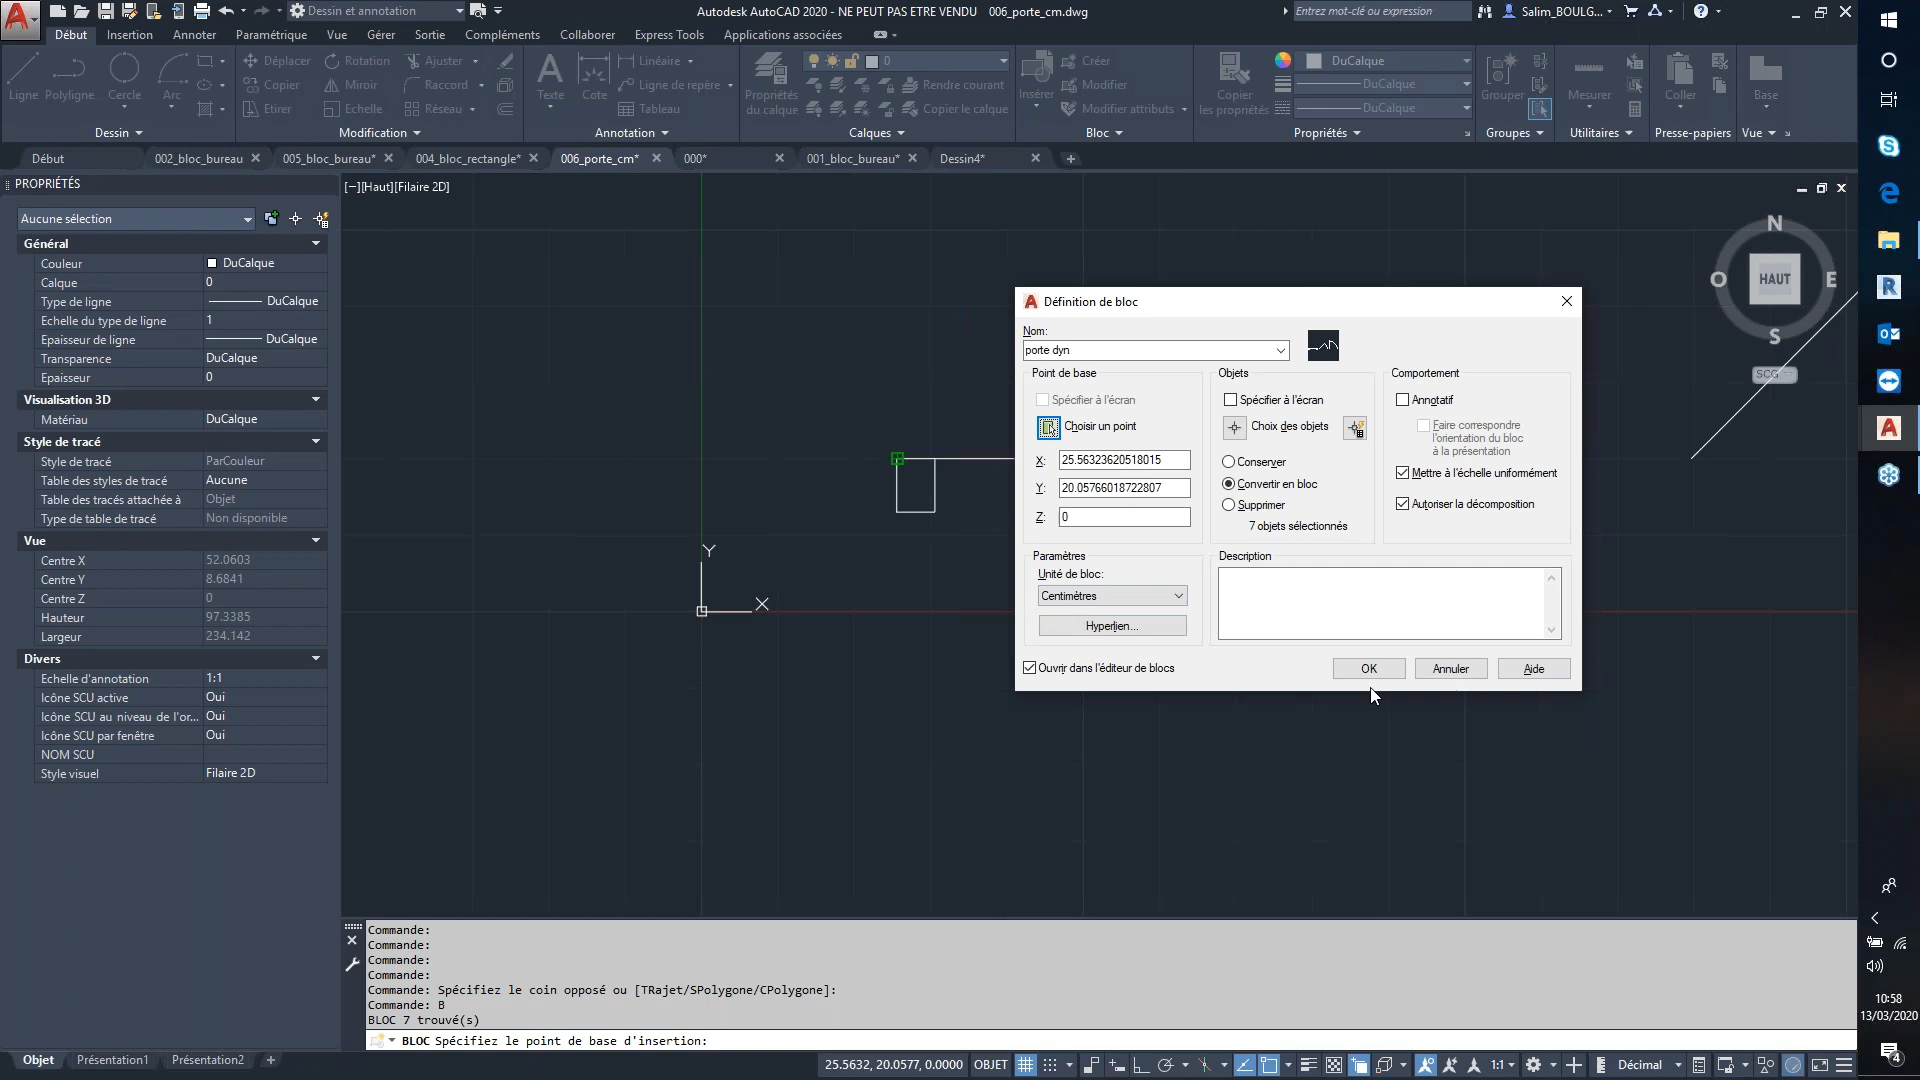 Dessin et annotation
Autodesk AutoCAD 2020 - NE PEUT PAS ETRE VENDU 006_porte_cm.dwg
Entrez mot-clé ou expression
Salim_BOULG...
Début Insertion Annoter Paramétrique Vue Gérer Sortie Compléments Collaborer Express Tools Applications associées
Ligne Polyligne Cercle Arc
Déplacer Rotation Ajuster
Copier Miroir Raccord
Etirer Echelle Réseau
Texte Cote
Linéaire
Ligne de repère
Tableau
Propriétés du calque
0
Rendre courant
Copier le calque
Insérer
Créer
Modifier
Modifier attributs
Copier les propriétés
DuCalque
DuCalque
DuCalque
Grouper
Mesurer
Coller
Base
Dessin Modification Annotation Calques Bloc Propriétés Groupes Utilitaires Presse-papiers Vue
Début 002_bloc_bureau 005_bloc_bureau* 004_bloc_rectangle* 006_porte_cm* 000* 001_bloc_bureau* Dessin4*
PROPRIÉTÉS
Aucune sélection
Général
Couleur DuCalque
Calque 0
Type de ligne DuCalque
Echelle du type de ligne 1
Epaisseur de ligne DuCalque
Transparence DuCalque
Epaisseur 0
Visualisation 3D
Matériau DuCalque
Style de tracé
Style de tracé ParCouleur
Table des styles de tracé Aucune
Table des tracés attachée à Objet
Type de table de tracé Non disponible
Vue
Centre X 52.0603
Centre Y 8.6841
Centre Z 0
Hauteur 97.3385
Largeur 234.142
Divers
Echelle d'annotation 1:1
Icône SCU active Oui
Icône SCU au niveau de l'or... Oui
Icône SCU par fenêtre Oui
NOM SCU
Style visuel Filaire 2D
[−][Haut][Filaire 2D]
N
O HAUT E
S
SCG
Y
X
Définition de bloc
Nom:
porte dyn
Point de base
Spécifier à l'écran
Choisir un point
X: 25.56323620518015
Y: 20.05766018722807
Z: 0
Objets
Spécifier à l'écran
Choix des objets
Conserver
Convertir en bloc
Supprimer
7 objets sélectionnés
Comportement
Annotatif
Faire correspondre
l'orientation du bloc
à la présentation
Mettre à l'échelle uniformément
Autoriser la décomposition
Paramètres
Unité de bloc:
Centimètres
Hyperlien...
Description
Ouvrir dans l'éditeur de blocs
OK Annuler Aide
Commande:
Commande:
Commande:
Commande:
Commande: Spécifiez le coin opposé ou [TRajet/SPolygone/CPolygone]:
Commande: B
BLOC 7 trouvé(s)
BLOC Spécifiez le point de base d'insertion:
Objet Présentation1 Présentation2
25.5632, 20.0577, 0.0000 OBJET
1:1
Décimal
10:58
13/03/2020
4